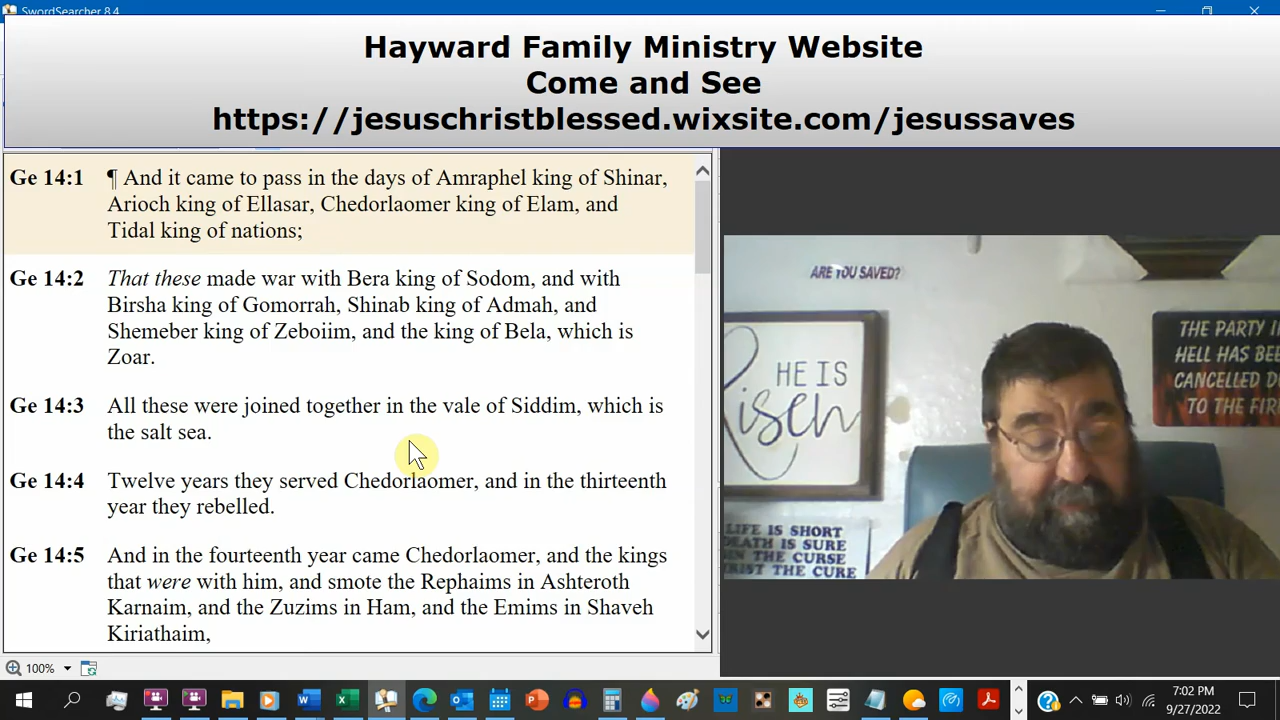 SwordSearcher 8.4
Hayward Family Ministry Website
Come and See
https://jesuschristblessed.wixsite.com/jesussaves
Ge 14:1 ¶ And it came to pass in the days of Amraphel king of Shinar,
Arioch king of Ellasar, Chedorlaomer king of Elam, and
Tidal king of nations;
Ge 14:2 That these made war with Bera king of Sodom, and with
Birsha king of Gomorrah, Shinab king of Admah, and
Shemeber king of Zeboiim, and the king of Bela, which is
Zoar.
Ge 14:3 All these were joined together in the vale of Siddim, which is
the salt sea.
Ge 14:4 Twelve years they served Chedorlaomer, and in the thirteenth
year they rebelled.
Ge 14:5 And in the fourteenth year came Chedorlaomer, and the kings
that were with him, and smote the Rephaims in Ashteroth
Karnaim, and the Zuzims in Ham, and the Emims in Shaveh
Kiriathaim,
100%
ARE YOU SAVED?
HE IS
Risen
THE PARTY I
HELL HAS BEE
CANCELLED D
TO THE FIR
LIFE IS SHORT
DEATH IS SURE
IN THE CURSE
RIST THE CURE
7:02 PM
9/27/2022